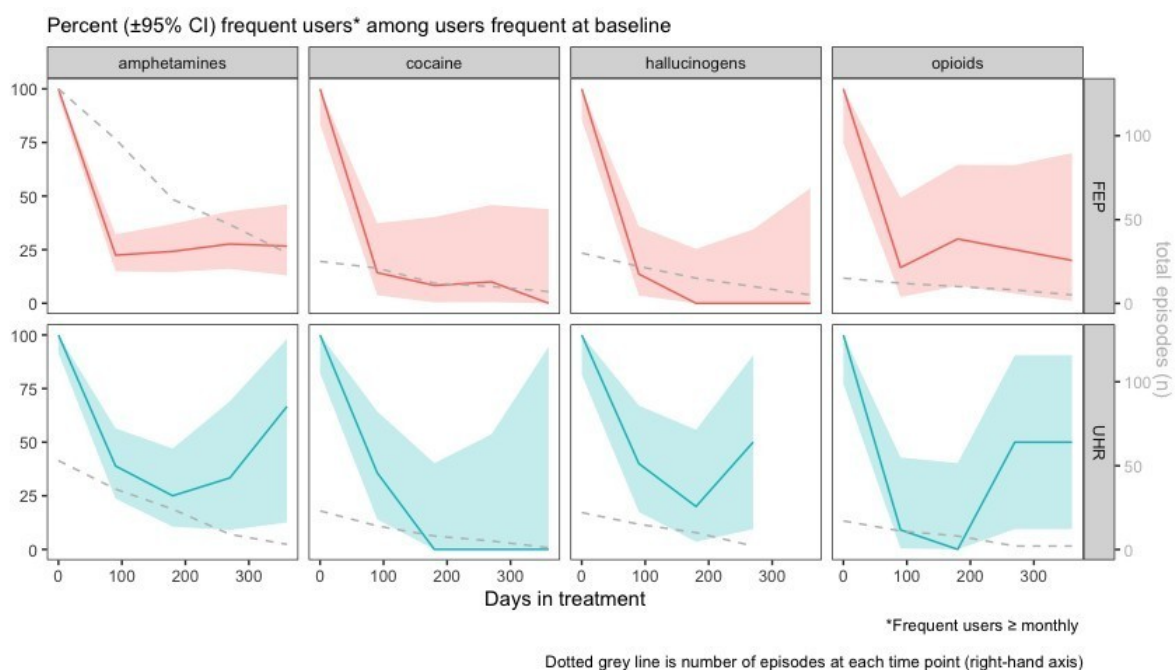 Percent (±95% CI) frequent users* among users frequent at baseline
amphetamines cocaine hallucinogens opioids
100
75
50
25
0
100
50
0
FEP
100
75
50
25
0
100
50
0
UHR
total episodes (n)
0 100 200 300 0 100 200 300 0 100 200 300 0 100 200 300
Days in treatment
*Frequent users ≥ monthly
Dotted grey line is number of episodes at each time point (right-hand axis)